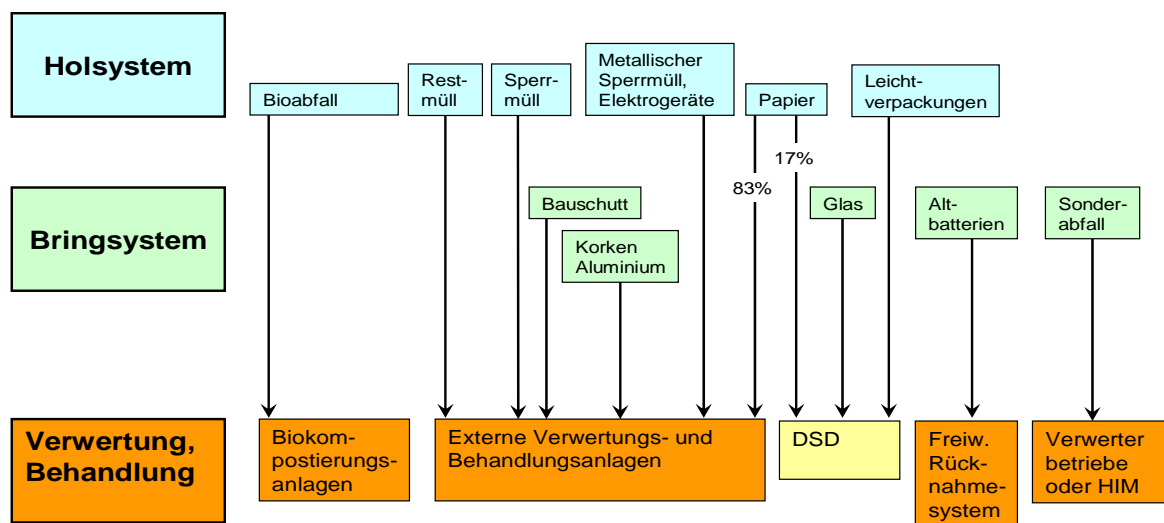 Holsystem
Bioabfall
Rest-
müll
Sperr-
müll
Metallischer
Sperrmüll,
Elektrogeräte
Papier
Leicht-
verpackungen
17%
83%
Bringsystem
Bauschutt
Korken
Aluminium
Glas
Alt-
batterien
Sonder-
abfall
Verwertung,
Behandlung
Biokom-
postierungs-
anlagen
Externe Verwertungs- und
Behandlungsanlagen
DSD
Freiw.
Rück-
nahme-
system
Verwerter
betriebe
oder HIM